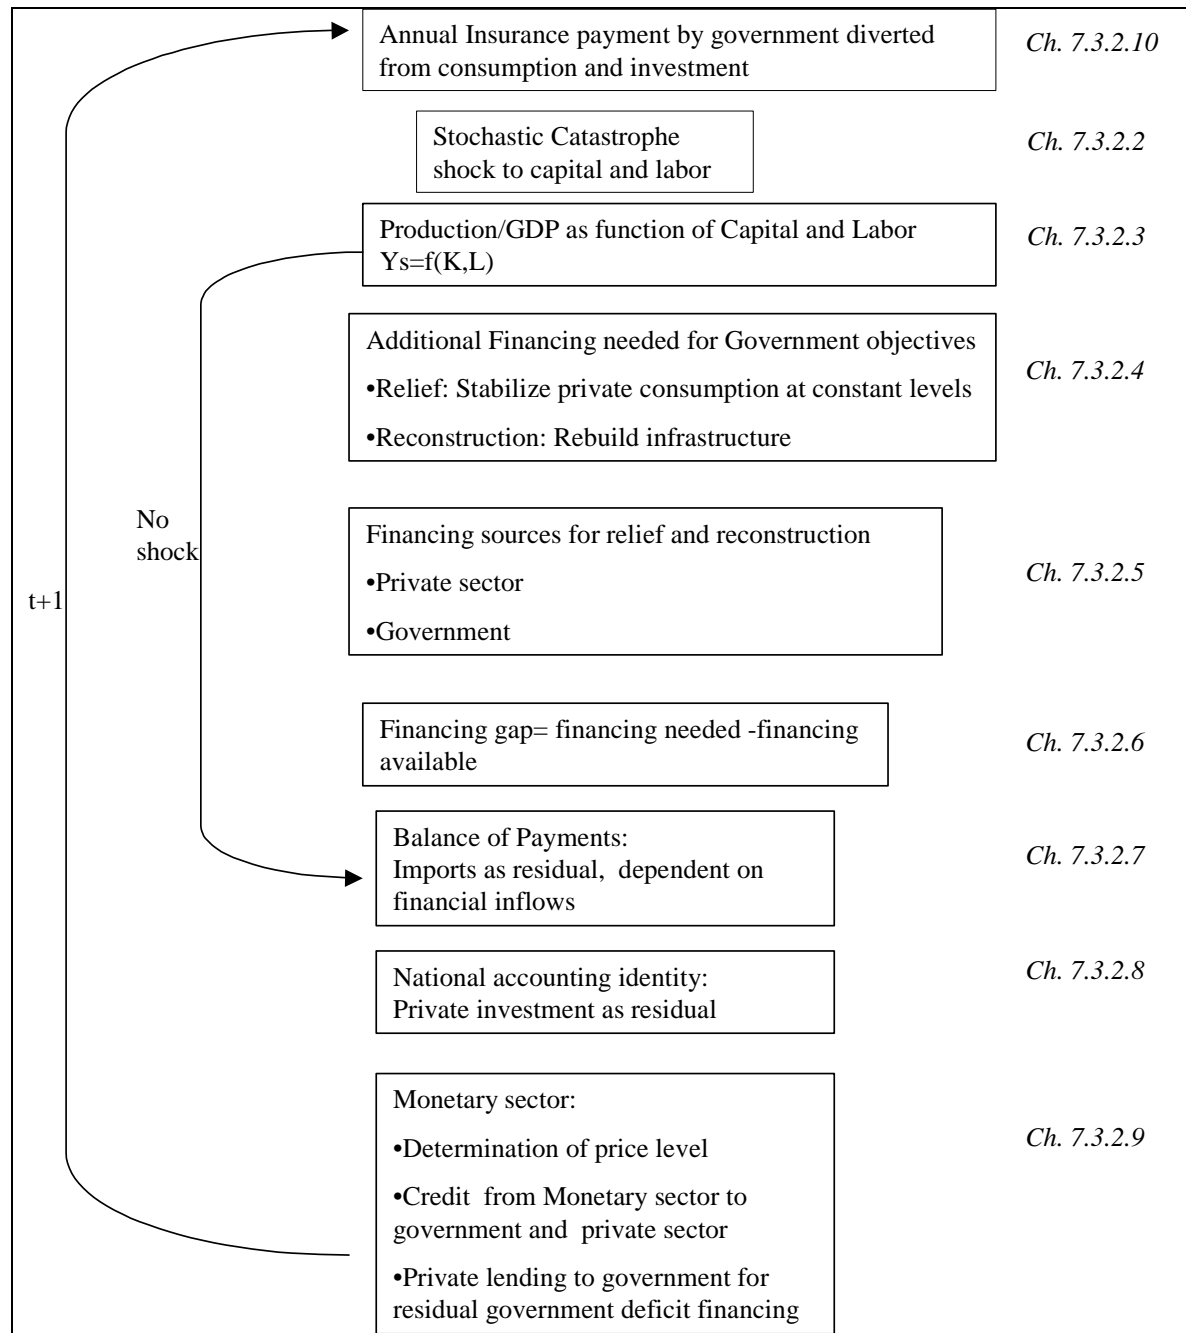 Annual Insurance payment by government diverted
from consumption and investment
Ch. 7.3.2.10
Stochastic Catastrophe
shock to capital and labor
Ch. 7.3.2.2
Production/GDP as function of Capital and Labor
Ys=f(K,L)
Ch. 7.3.2.3
Additional Financing needed for Government objectives
•Relief: Stabilize private consumption at constant levels
•Reconstruction: Rebuild infrastructure
Ch. 7.3.2.4
No
shock
t+1
Financing sources for relief and reconstruction
•Private sector
•Government
Ch. 7.3.2.5
Financing gap= financing needed -financing
available
Ch. 7.3.2.6
Balance of Payments:
Imports as residual,  dependent on
financial inflows
Ch. 7.3.2.7
National accounting identity:
Private investment as residual
Ch. 7.3.2.8
Monetary sector:
•Determination of price level
•Credit  from Monetary sector to
government and  private sector
•Private lending to government for
residual government deficit financing
Ch. 7.3.2.9